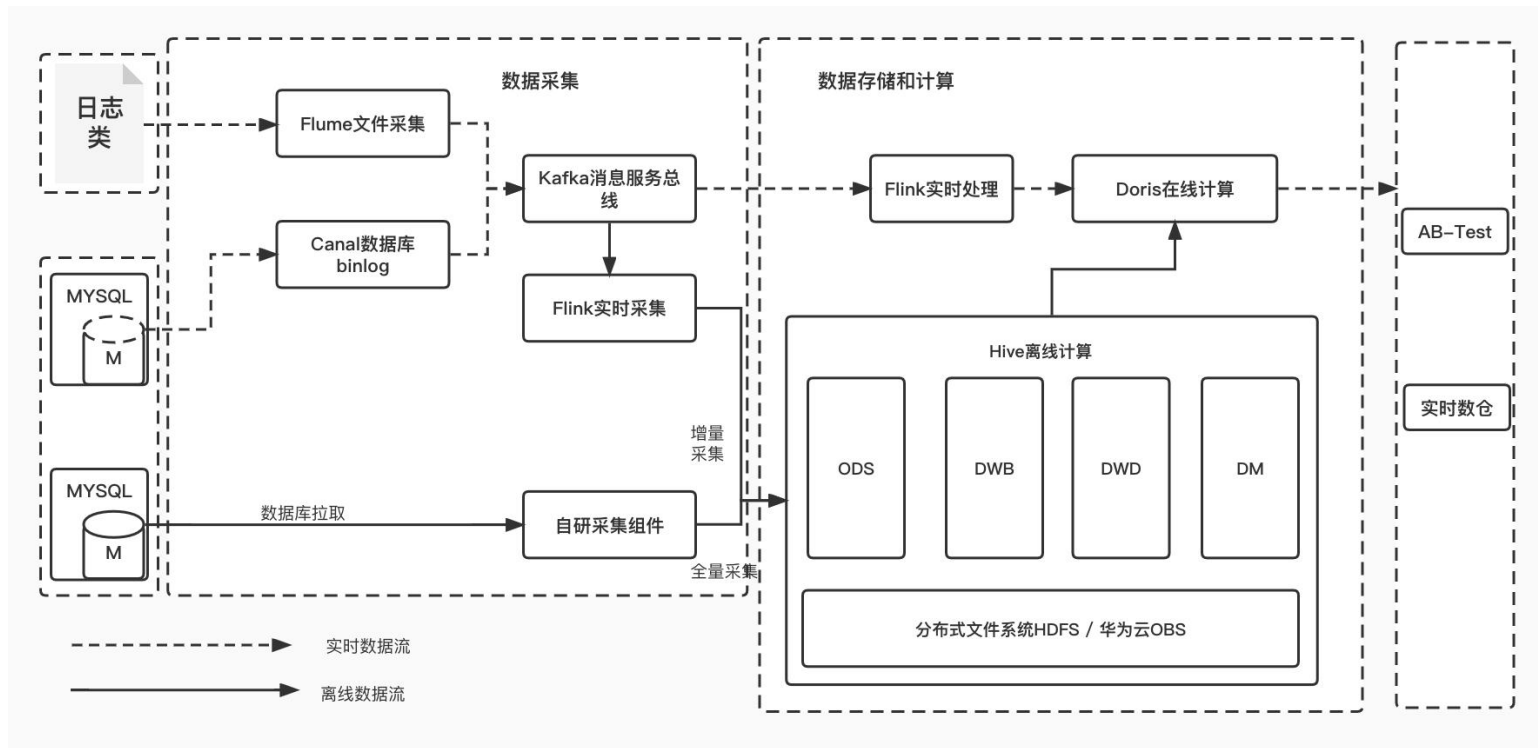 数据采集
数据存储和计算
日志
类
Flume文件采集
Kafka消息服务总
线
Flink实时处理
Doris在线计算
AB-Test
Canal数据库
binlog
MYSQL
M
Flink实时采集
Hive离线计算
实时数仓
增量
采集
ODS
DWB
DWD
DM
MYSQL
M
数据库拉取
自研采集组件
全量采集
分布式文件系统HDFS / 华为云OBS
实时数据流
离线数据流